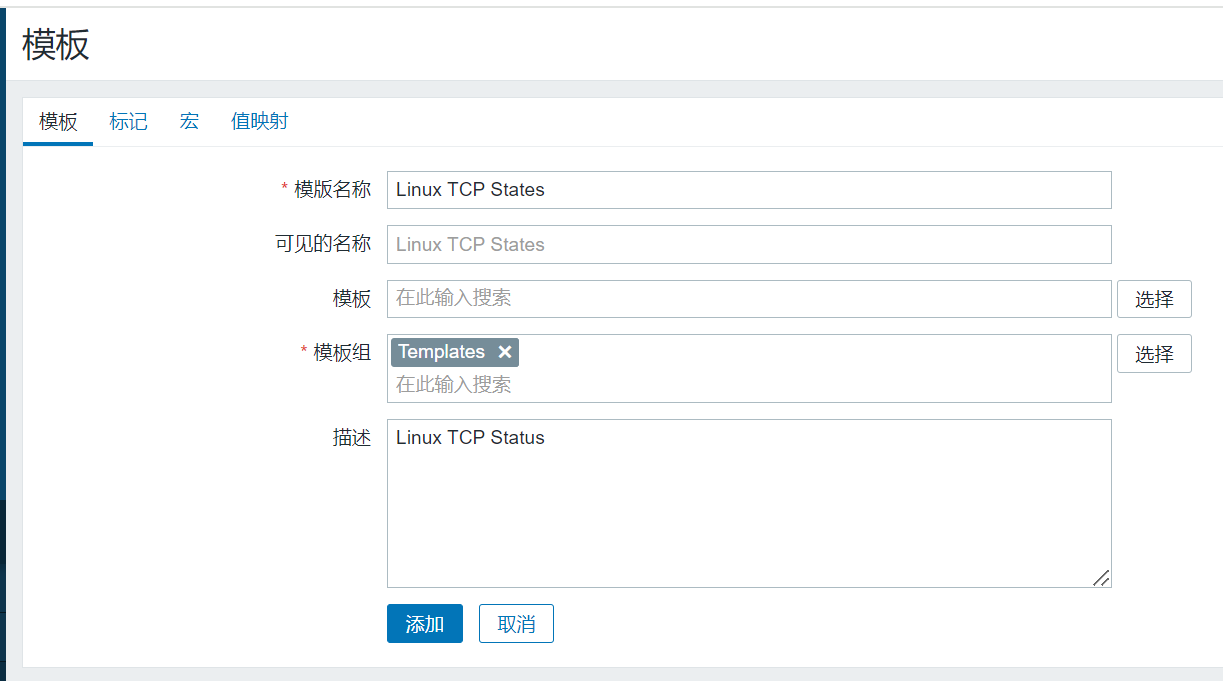 模板
模板 标记 宏 值映射
* 模版名称 Linux TCP States
可见的名称 Linux TCP States
模板 在此输入搜索 选择
* 模板组 Templates ✕ 选择
在此输入搜索
描述 Linux TCP Status
添加 取消